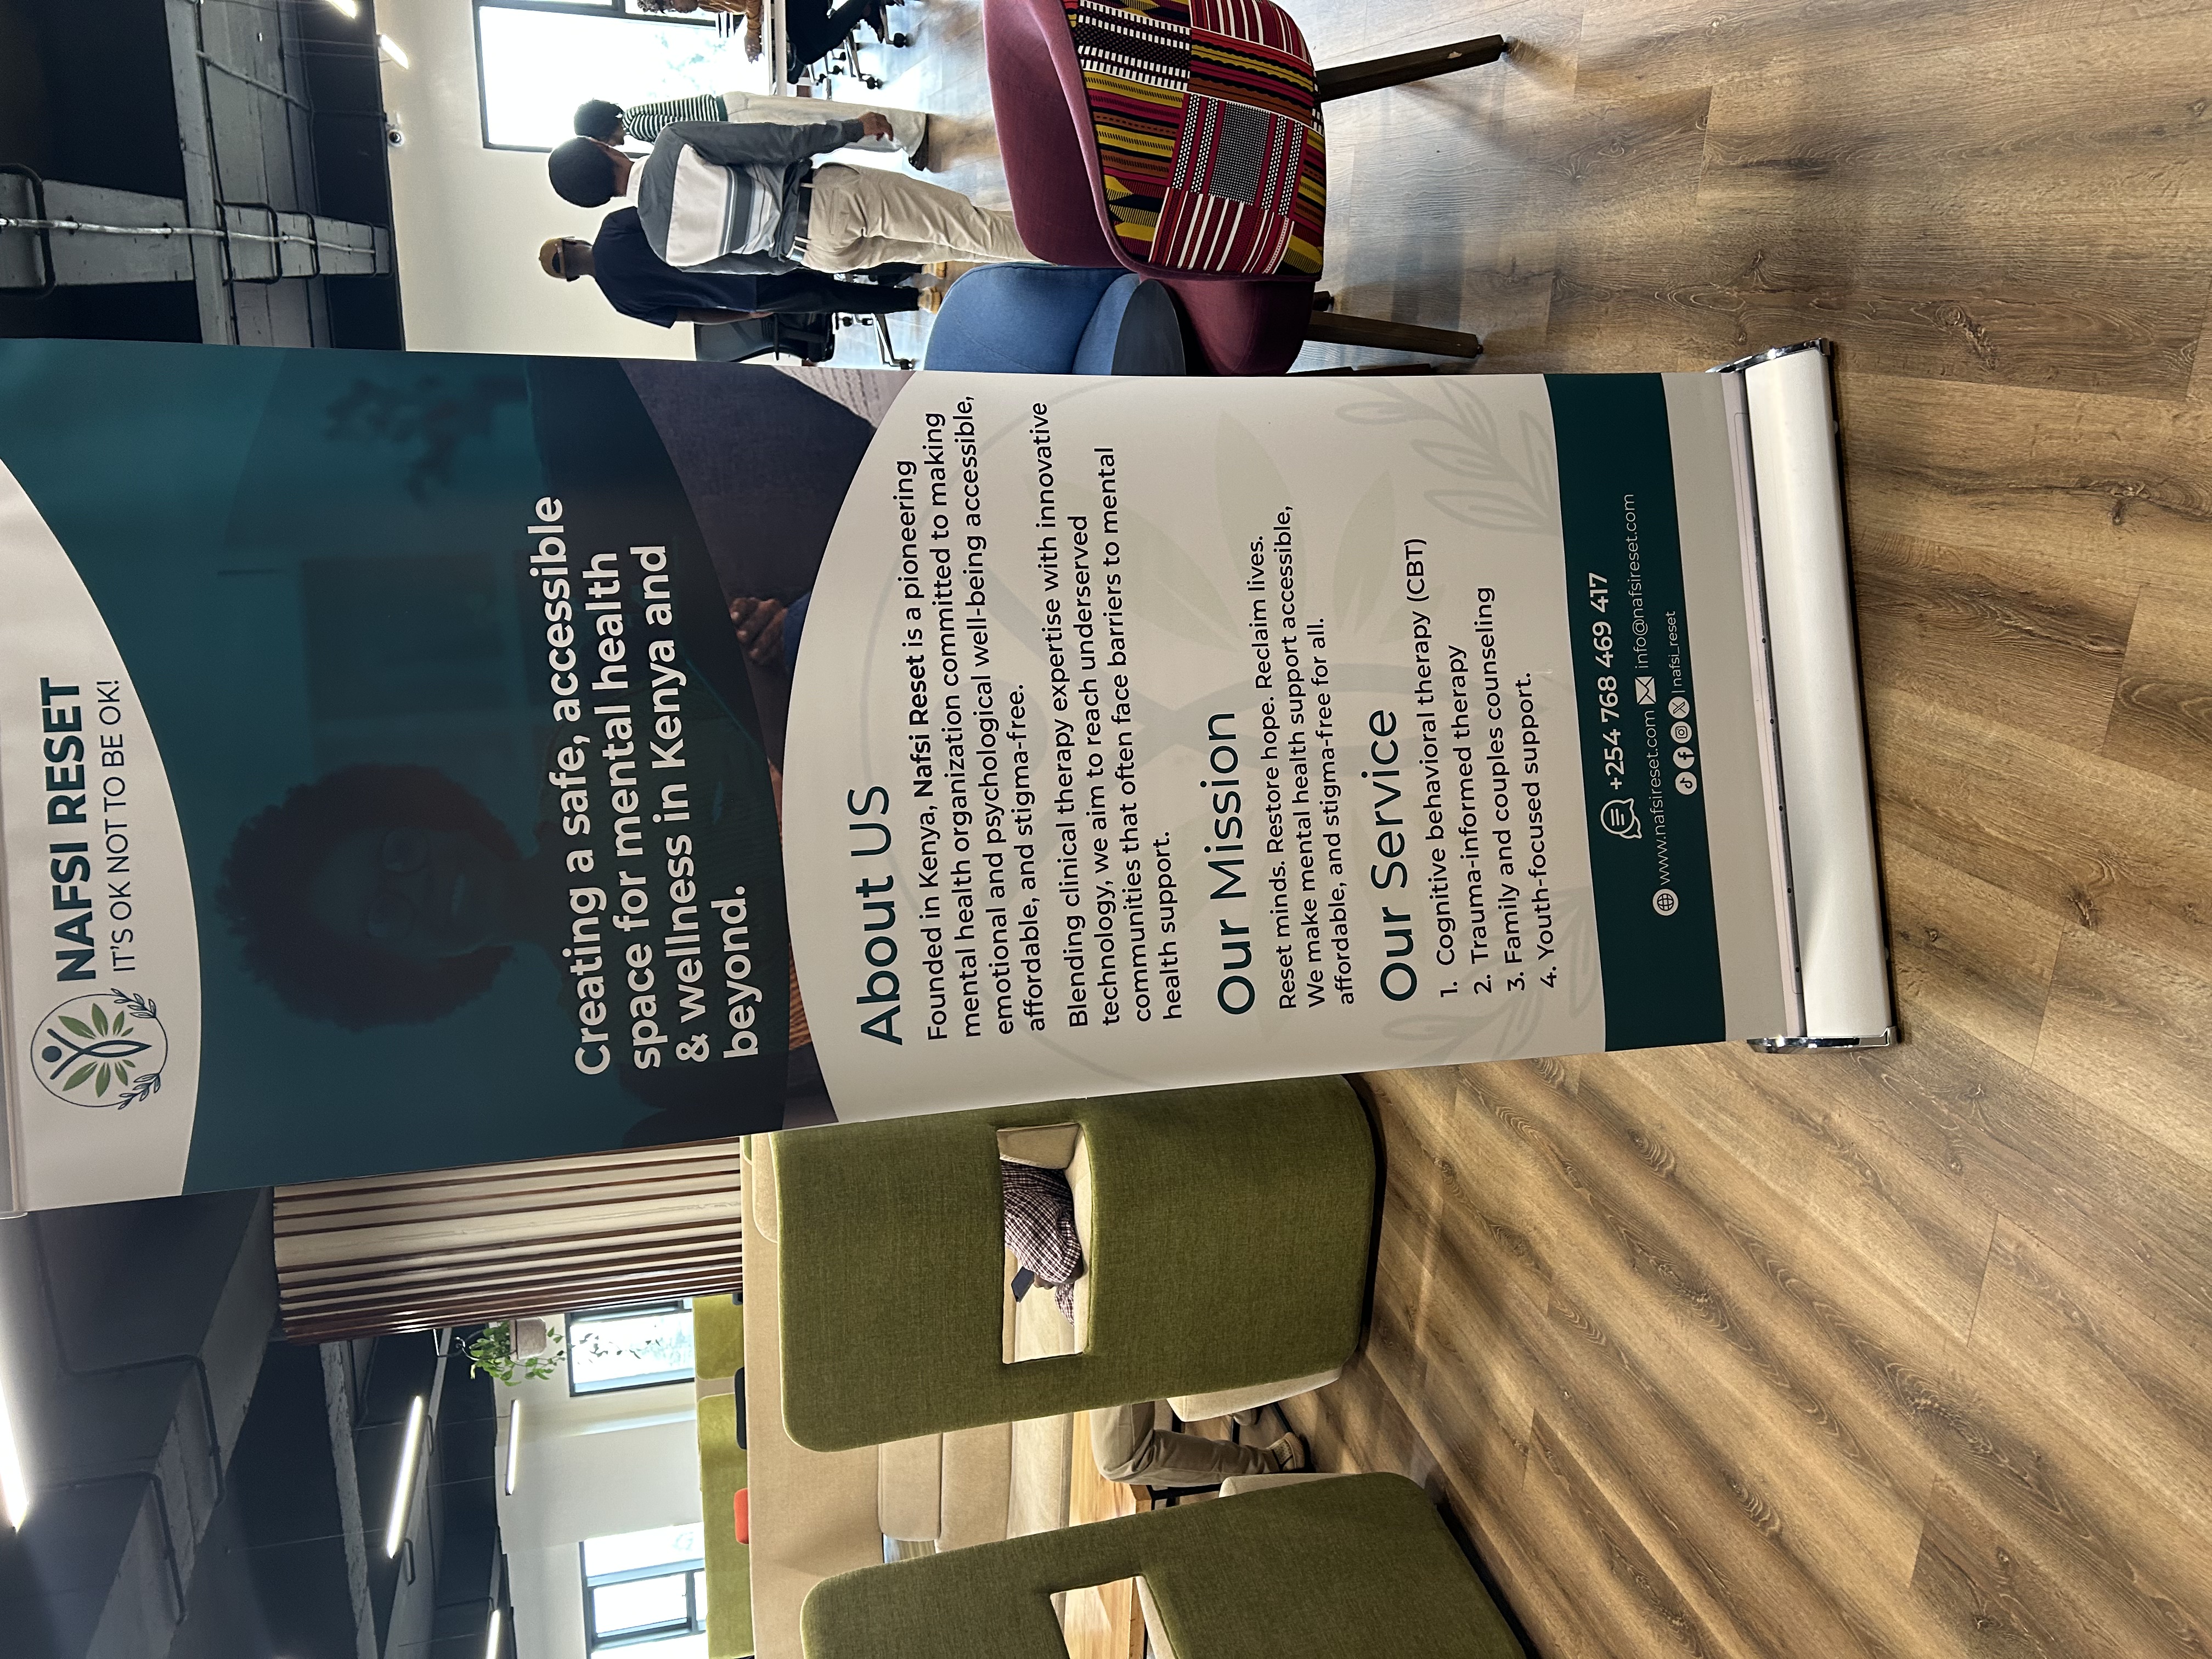 NAFSI RESET
IT'S OK NOT TO BE OK!
Creating a safe, accessible
space for mental health
& wellness in Kenya and
beyond.
About US
Founded in Kenya, Nafsi Reset is a pioneering
mental health organization committed to making
emotional and psychological well-being accessible,
affordable, and stigma-free.
Blending clinical therapy expertise with innovative
technology, we aim to reach underserved
communities that often face barriers to mental
health support.
Our Mission
Reset minds. Restore hope. Reclaim lives.
We make mental health support accessible,
affordable, and stigma-free for all.
Our Service
1. Cognitive behavioral therapy (CBT)
2. Trauma-informed therapy
3. Family and couples counseling
4. Youth-focused support.
+254 768 469 417
www.nafsireset.com info@nafsireset.com
| nafsi_reset